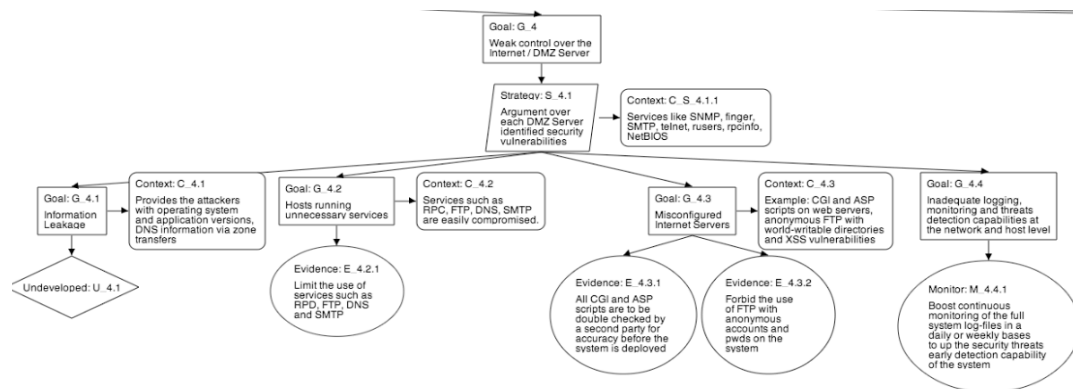 Goal: G_4
Weak control over the
Internet / DMZ Server
Strategy: S_4.1
Argument over
each DMZ Server
identified security
vulnerabilities
Context: C_S_4.1.1
Services like SNMP, finger,
SMTP, telnet, rusers, rpcinfo,
NetBIOS
Goal: G_4.1
Information
Leakage
Context: C_4.1
Provides the attackers
with operating system
and application versions,
DNS information via zone
transfers
Goal: G_4.2
Hosts running
unnecessary services
Context: C_4.2
Services such as
RPC, FTP, DNS, SMTP
are easily compromised.
Goal: G_4.3
Misconfigured
Internet Servers
Context: C_4.3
Example: CGI and ASP
scripts on web servers,
anonymous FTP with
world-writable directories
and XSS vulnerabilities
Goal: G_4.4
Inadequate logging,
monitoring and threats
detection capabilities at
the network and host level
Undeveloped: U_4.1
Evidence: E_4.2.1
Limit the use of
services such as
RPD, FTP, DNS
and SMTP
Evidence: E_4.3.1
All CGI and ASP
scripts are to be
double checked by
a second party for
accuracy before the
system is deployed
Evidence: E_4.3.2
Forbid the use
of FTP with
anonymous
accounts and
pwds on the
system
Monitor: M_4.4.1
Boost continuous
monitoring of the full
system log-files in a
daily or weekly bases
to up the security threats
early detection capability
of the system